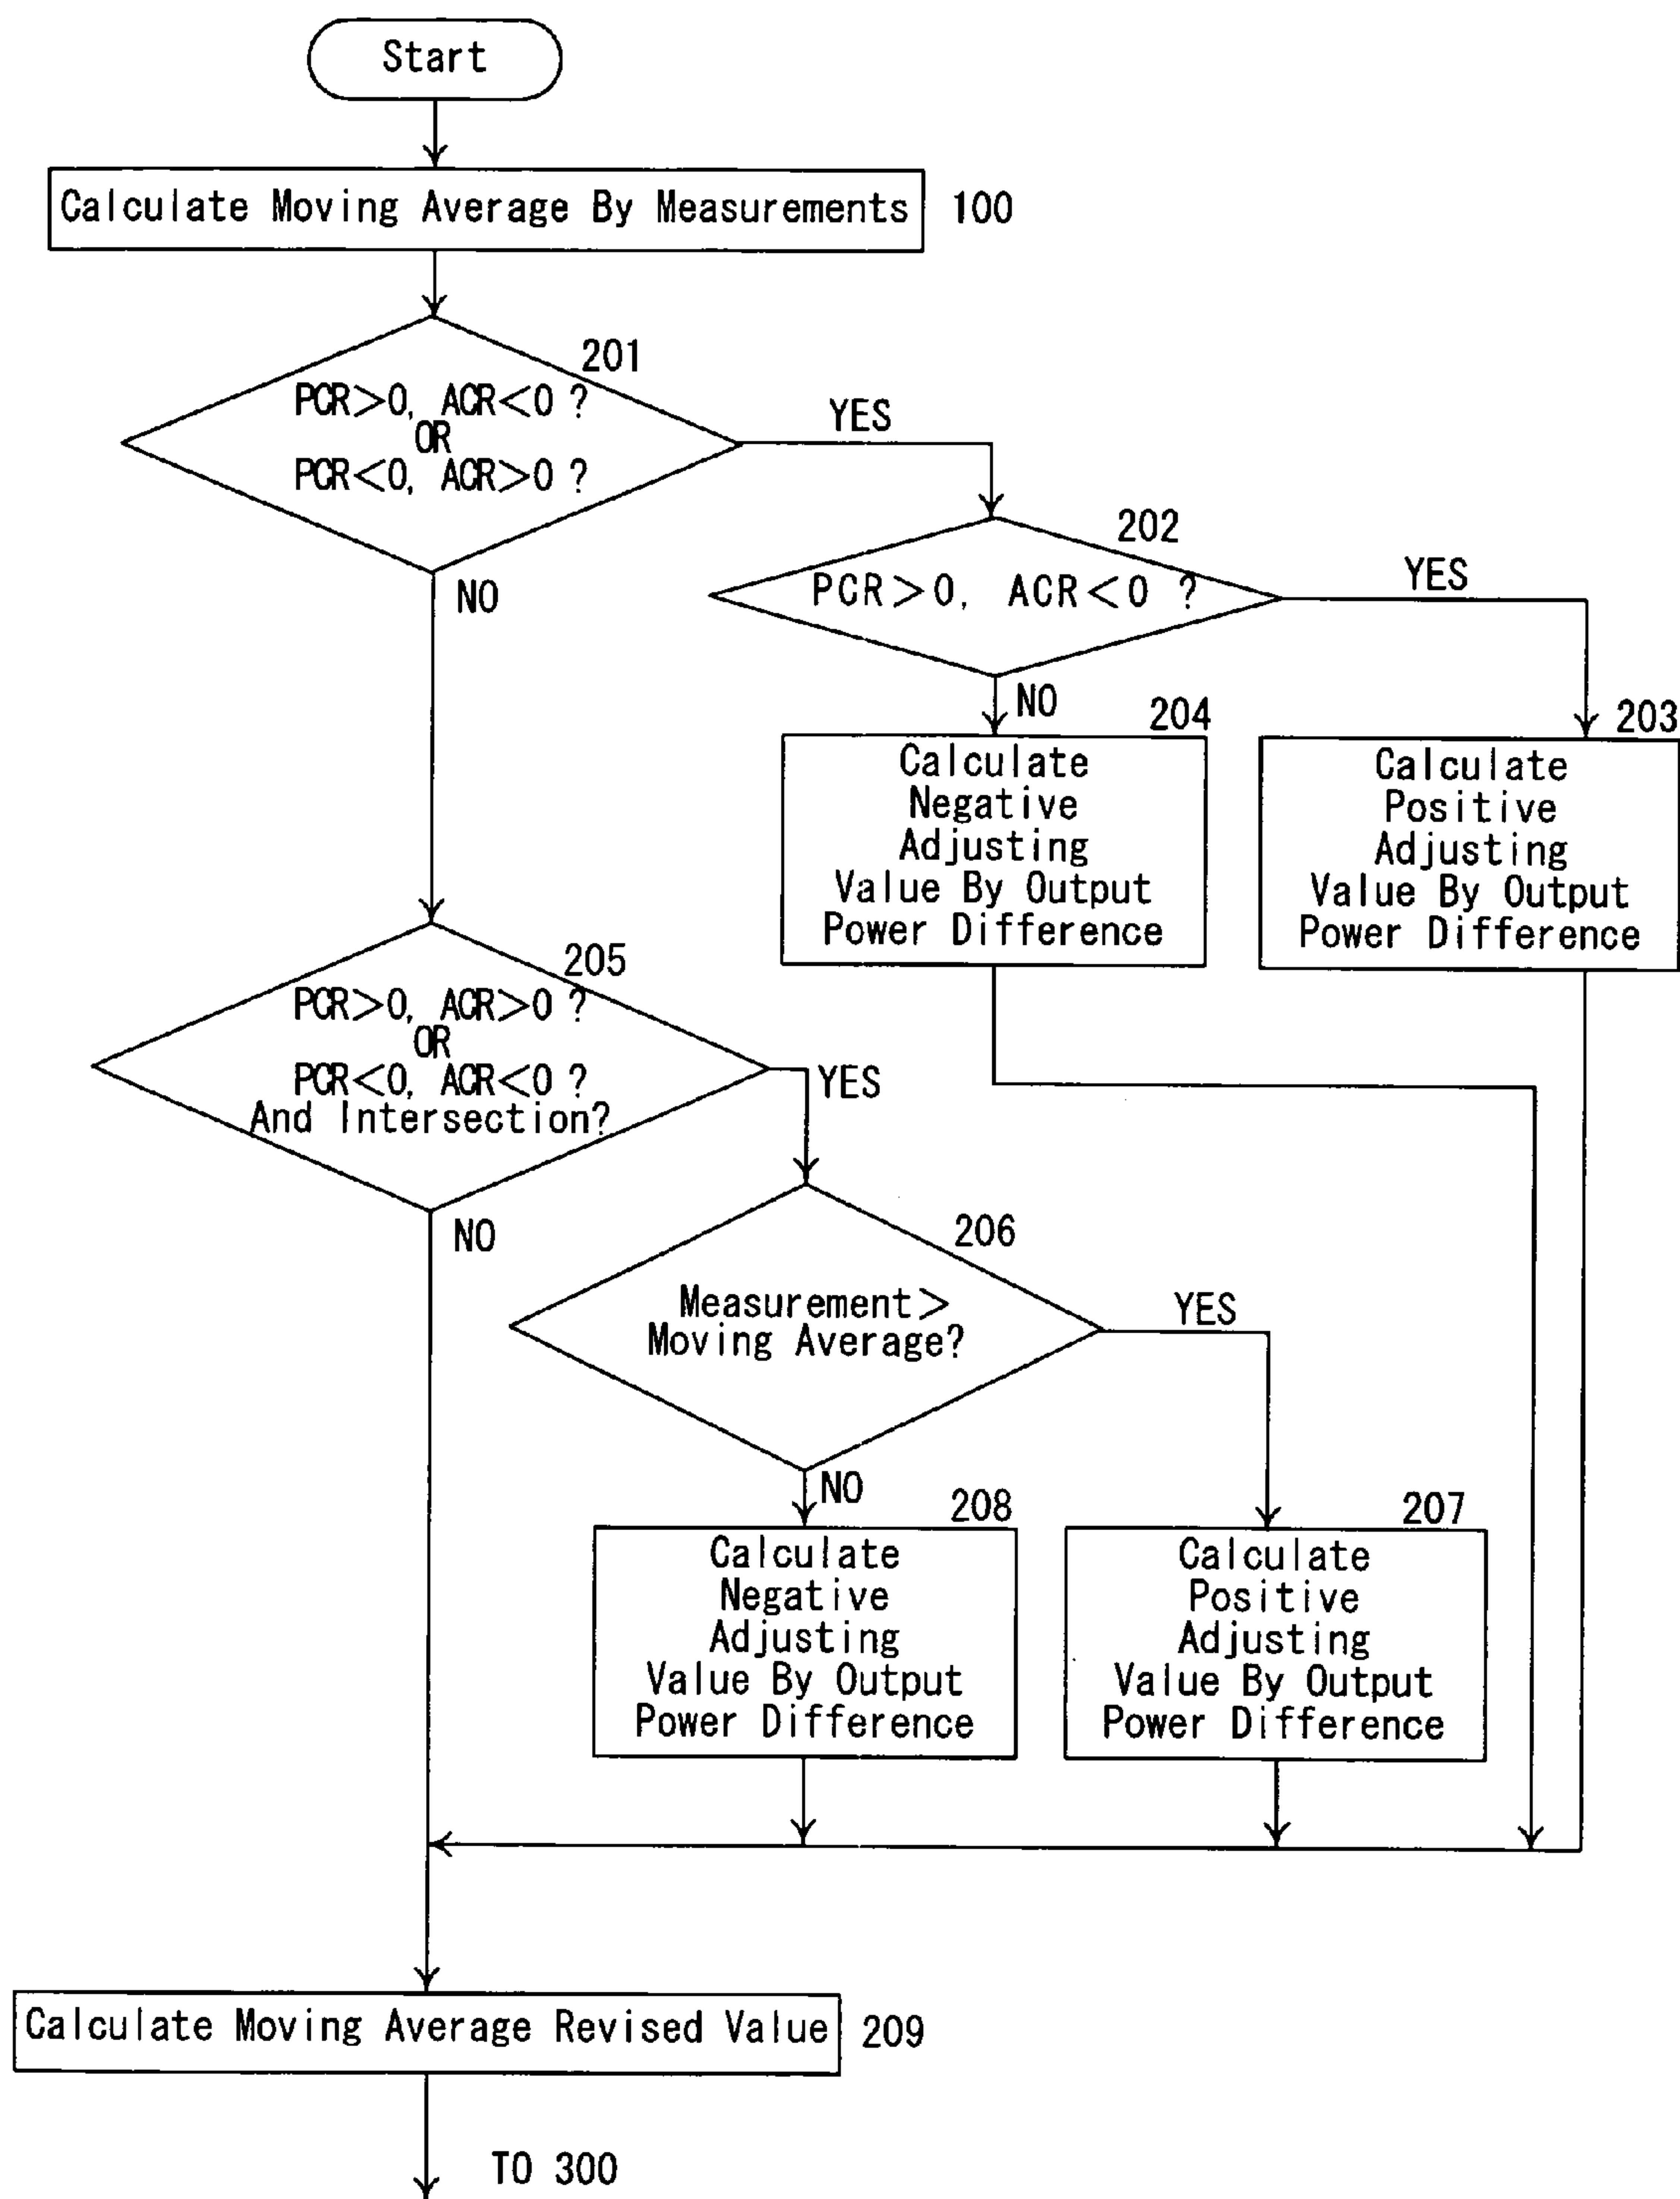 Start
Calculate Moving Average By Measurements 100
201
PCR>0, ACR<0 ?
OR
PCR<0, ACR>0 ?
YES
NO
202
PCR>0, ACR<0 ?
YES
NO
204
Calculate
Negative
Adjusting
Value By Output
Power Difference
203
Calculate
Positive
Adjusting
Value By Output
Power Difference
205
PCR>0, ACR>0 ?
OR
PCR<0, ACR<0 ?
And Intersection?
YES
NO
206
Measurement>
Moving Average?
YES
NO
208
Calculate
Negative
Adjusting
Value By Output
Power Difference
207
Calculate
Positive
Adjusting
Value By Output
Power Difference
Calculate Moving Average Revised Value 209
TO 300